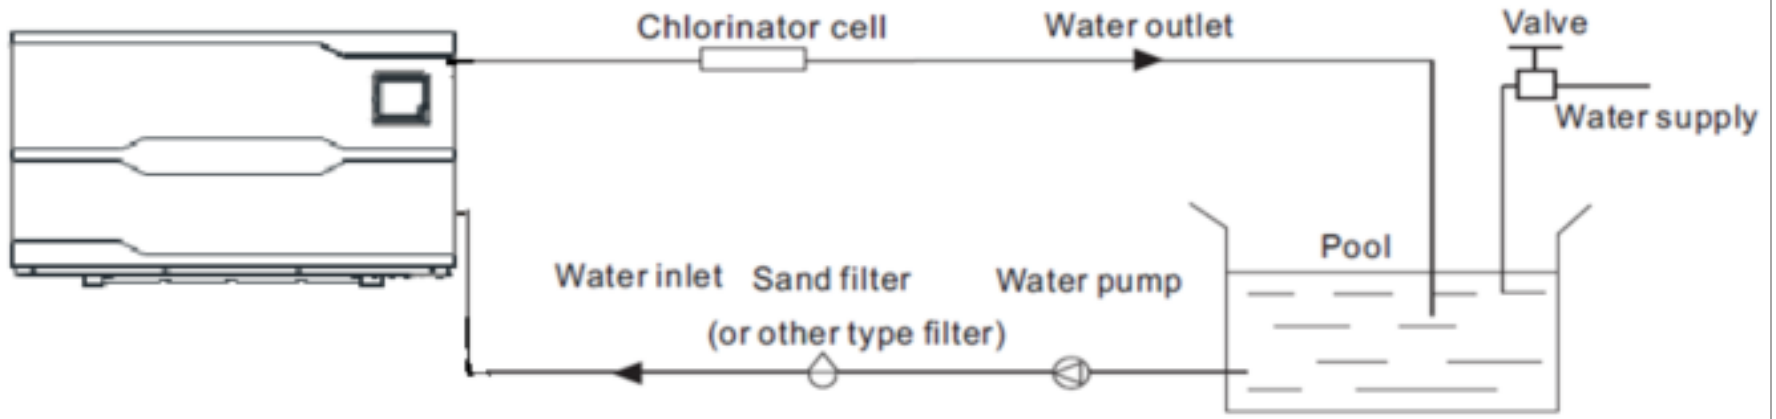 Chlorinator cell
Water outlet
Valve
Water supply
Pool
Water inlet
Sand filter
(or other type filter)
Water pump